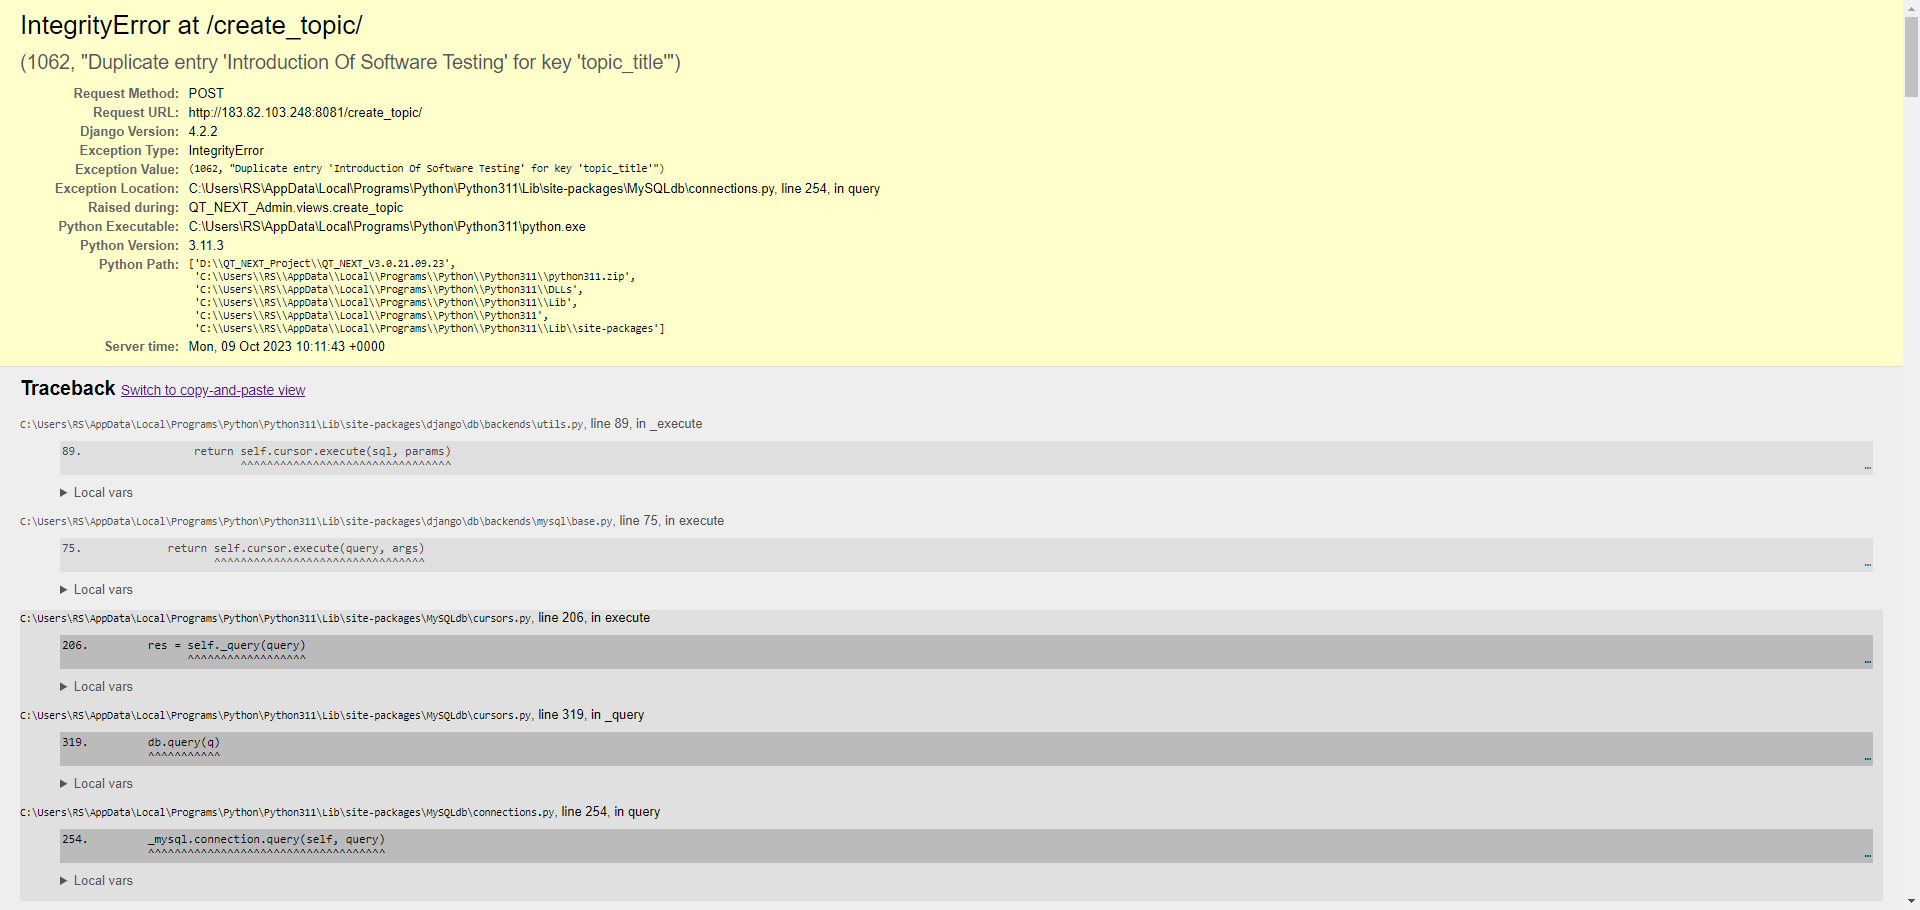 IntegrityError at /create_topic/
(1062, "Duplicate entry 'Introduction Of Software Testing' for key 'topic_title'")
Request Method: POST
Request URL: http://183.82.103.248:8081/create_topic/
Django Version: 4.2.2
Exception Type: IntegrityError
Exception Value: (1062, "Duplicate entry 'Introduction Of Software Testing' for key 'topic_title'")
Exception Location: C:\Users\RS\AppData\Local\Programs\Python\Python311\Lib\site-packages\MySQLdb\connections.py, line 254, in query
Raised during: QT_NEXT_Admin.views.create_topic
Python Executable: C:\Users\RS\AppData\Local\Programs\Python\Python311\python.exe
Python Version: 3.11.3
Python Path: ['D:\\QT_NEXT_Project\\QT_NEXT_V3.0.21.09.23',
'C:\\Users\\RS\\AppData\\Local\\Programs\\Python\\Python311\\python311.zip',
'C:\\Users\\RS\\AppData\\Local\\Programs\\Python\\Python311\\DLLs',
'C:\\Users\\RS\\AppData\\Local\\Programs\\Python\\Python311\\Lib',
'C:\\Users\\RS\\AppData\\Local\\Programs\\Python\\Python311',
'C:\\Users\\RS\\AppData\\Local\\Programs\\Python\\Python311\\Lib\\site-packages']
Server time: Mon, 09 Oct 2023 10:11:43 +0000
Traceback Switch to copy-and-paste view
C:\Users\RS\AppData\Local\Programs\Python\Python311\Lib\site-packages\django\db\backends\utils.py, line 89, in _execute
89. return self.cursor.execute(sql, params)
^^^^^^^^^^^^^^^^^^^^^^^^^^^^^^^^ …
▶ Local vars
C:\Users\RS\AppData\Local\Programs\Python\Python311\Lib\site-packages\django\db\backends\mysql\base.py, line 75, in execute
75. return self.cursor.execute(query, args)
^^^^^^^^^^^^^^^^^^^^^^^^^^^^^^^^ …
▶ Local vars
C:\Users\RS\AppData\Local\Programs\Python\Python311\Lib\site-packages\MySQLdb\cursors.py, line 206, in execute
206. res = self._query(query)
^^^^^^^^^^^^^^^^^^ …
▶ Local vars
C:\Users\RS\AppData\Local\Programs\Python\Python311\Lib\site-packages\MySQLdb\cursors.py, line 319, in _query
319. db.query(q)
^^^^^^^^^^^ …
▶ Local vars
C:\Users\RS\AppData\Local\Programs\Python\Python311\Lib\site-packages\MySQLdb\connections.py, line 254, in query
254. _mysql.connection.query(self, query)
^^^^^^^^^^^^^^^^^^^^^^^^^^^^^^^^^^^^ …
▶ Local vars